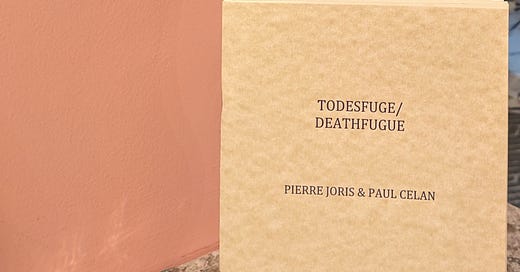 TODESFUGE/
DEATHFUGUE
PIERRE JORIS & PAUL CELAN